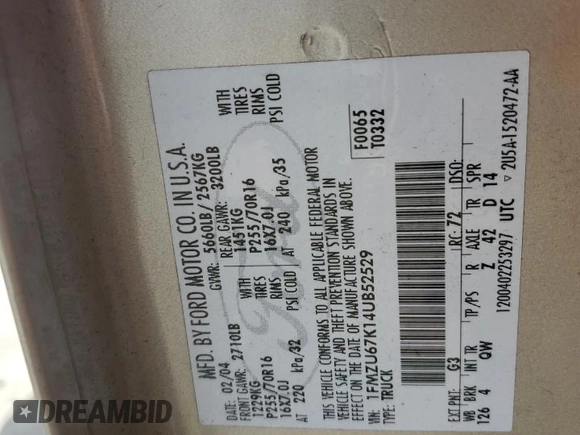 MFD. BY FORD MOTOR CO. IN U.S.A.
DATE: 02/04 GVWR: 5660LB / 2567KG
FRONT GAWR: 2710LB REAR GAWR: 3200LB
1229KG WITH 1451KG WITH
P255/70R16 TIRES P255/70R16 TIRES
16X7.0J RIMS 16X7.0J RIMS
AT 220 kPa/32 PSI COLD AT 240 kPa/35 PSI COLD
Ford
THIS VEHICLE CONFORMS TO ALL APPLICABLE FEDERAL MOTOR
VEHICLE SAFETY AND THEFT PREVENTION STANDARDS IN
EFFECT ON THE DATE OF MANUFACTURE SHOWN ABOVE.
F0065
T0332
VIN: 1FMZU67K14UB52529
TYPE: TRUCK
EXT PNT: G3 RC: 72 DSO:
WB BRK INT TR TP/PS R AXLE TR SPR
126 4 QW Z 42 D 14
UTC
1200402253297 ▽ 2U5A-1520472-AA
DREAMBID